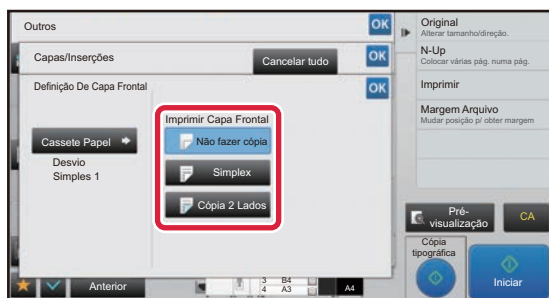 Outros
OK
Capas/Inserções
Cancelar tudo
OK
Definição De Capa Frontal
OK
Imprimir Capa Frontal
Cassete Papel
Desvio
Simples 1
Não fazer cópia
Simplex
Cópia 2 Lados
Anterior
3 B4
4 A3
A4
Original
Alterar tamanho/direção.
N-Up
Colocar várias pág. numa pág.
Imprimir
Margem Arquivo
Mudar posição p/ obter margem
Pré-
visualização
CA
Cópia
tipográfica
Iniciar